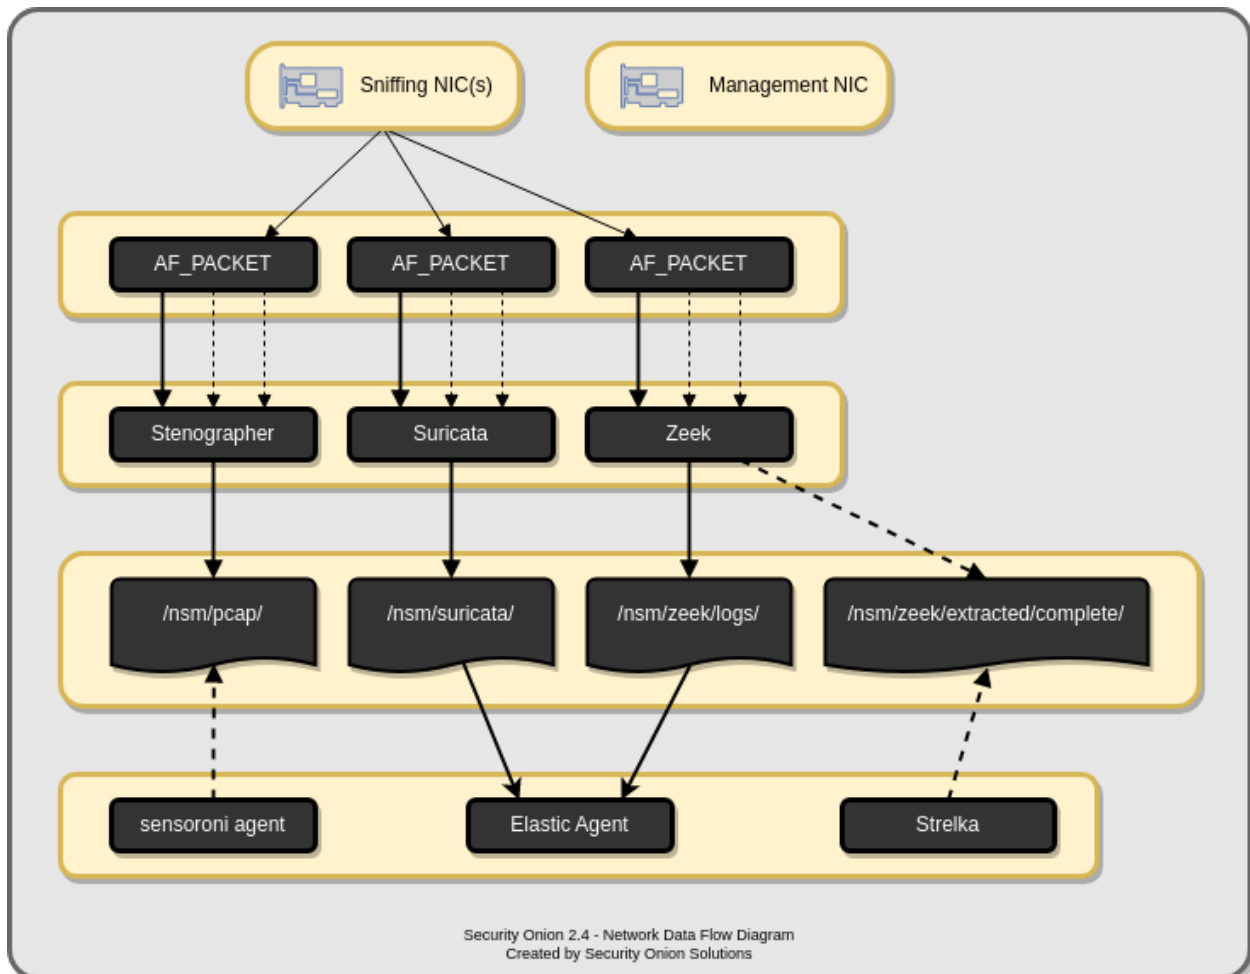 Sniffing NIC(s)
Management NIC
AF_PACKET
AF_PACKET
AF_PACKET
Stenographer
Suricata
Zeek
/nsm/pcap/
/nsm/suricata/
/nsm/zeek/logs/
/nsm/zeek/extracted/complete/
sensoroni agent
Elastic Agent
Strelka
Security Onion 2.4 - Network Data Flow Diagram
Created by Security Onion Solutions